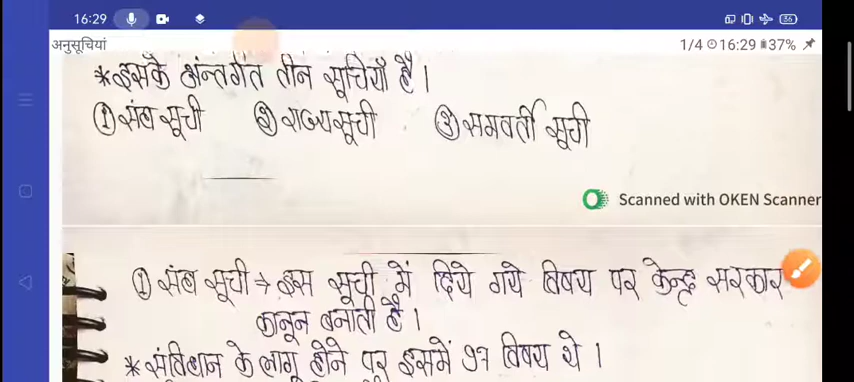 16:29
36
अनुसूचियां
1/4 16:29 37%
*इसके अंन्तर्गत तीन सूचियाँ हैं।
① संघ सूची ② राज्य सूची ③ समवर्ती सूची
Scanned with OKEN Scanner
① संघ सूची → इस सूची में दिये गये विषय पर केन्द्र सरकार
कानून बनाती है।
* संविधान के लागू होने पर इसमें 97 विषय थे।